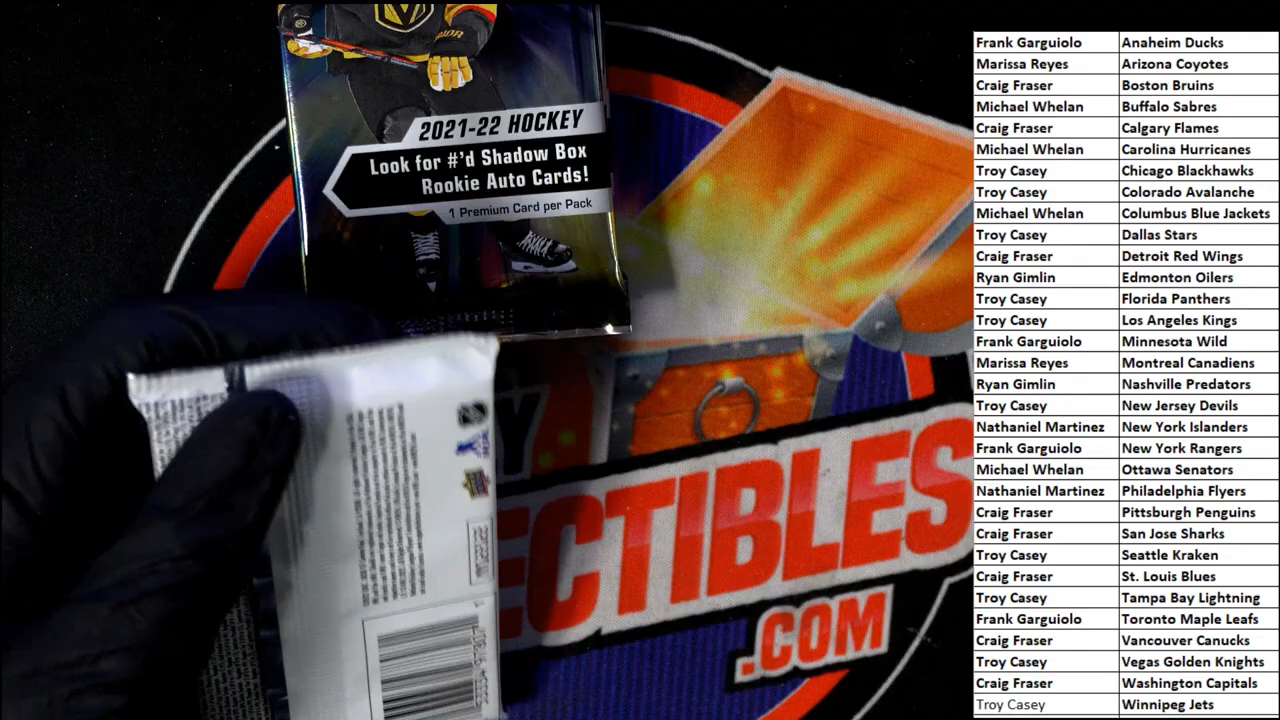 2021-22 HOCKEY
Look for #'d Shadow Box
Rookie Auto Cards!
1 Premium Card per Pack
ECTIBLES
.COM
Frank Garguiolo Anaheim Ducks
Marissa Reyes Arizona Coyotes
Craig Fraser Boston Bruins
Michael Whelan Buffalo Sabres
Craig Fraser Calgary Flames
Michael Whelan Carolina Hurricanes
Troy Casey Chicago Blackhawks
Troy Casey Colorado Avalanche
Michael Whelan Columbus Blue Jackets
Troy Casey Dallas Stars
Craig Fraser Detroit Red Wings
Ryan Gimlin Edmonton Oilers
Troy Casey Florida Panthers
Troy Casey Los Angeles Kings
Frank Garguiolo Minnesota Wild
Marissa Reyes Montreal Canadiens
Ryan Gimlin Nashville Predators
Troy Casey New Jersey Devils
Nathaniel Martinez New York Islanders
Frank Garguiolo New York Rangers
Michael Whelan Ottawa Senators
Nathaniel Martinez Philadelphia Flyers
Craig Fraser Pittsburgh Penguins
Craig Fraser San Jose Sharks
Troy Casey Seattle Kraken
Craig Fraser St. Louis Blues
Troy Casey Tampa Bay Lightning
Frank Garguiolo Toronto Maple Leafs
Craig Fraser Vancouver Canucks
Troy Casey Vegas Golden Knights
Craig Fraser Washington Capitals
Troy Casey Winnipeg Jets